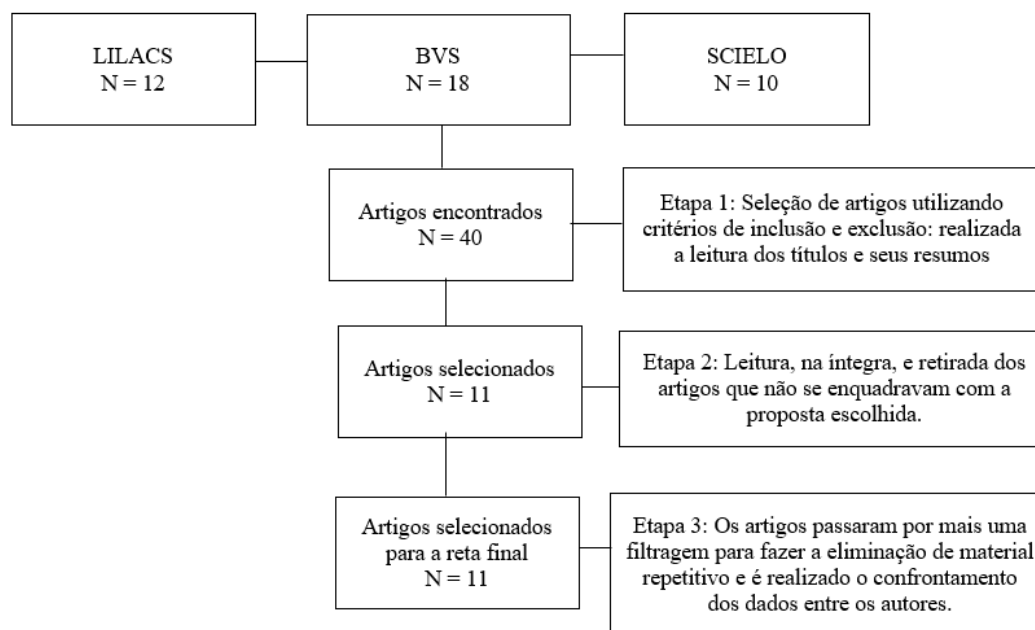 LILACS
N = 12
BVS
N = 18
SCIELO
N = 10
Artigos encontrados
N = 40
Etapa 1: Seleção de artigos utilizando
critérios de inclusão e exclusão: realizada
a leitura dos títulos e seus resumos
Artigos selecionados
N = 11
Etapa 2: Leitura, na íntegra, e retirada dos
artigos que não se enquadravam com a
proposta escolhida.
Artigos selecionados
para a reta final
N = 11
Etapa 3: Os artigos passaram por mais uma
filtragem para fazer a eliminação de material
repetitivo e é realizado o confrontamento
dos dados entre os autores.